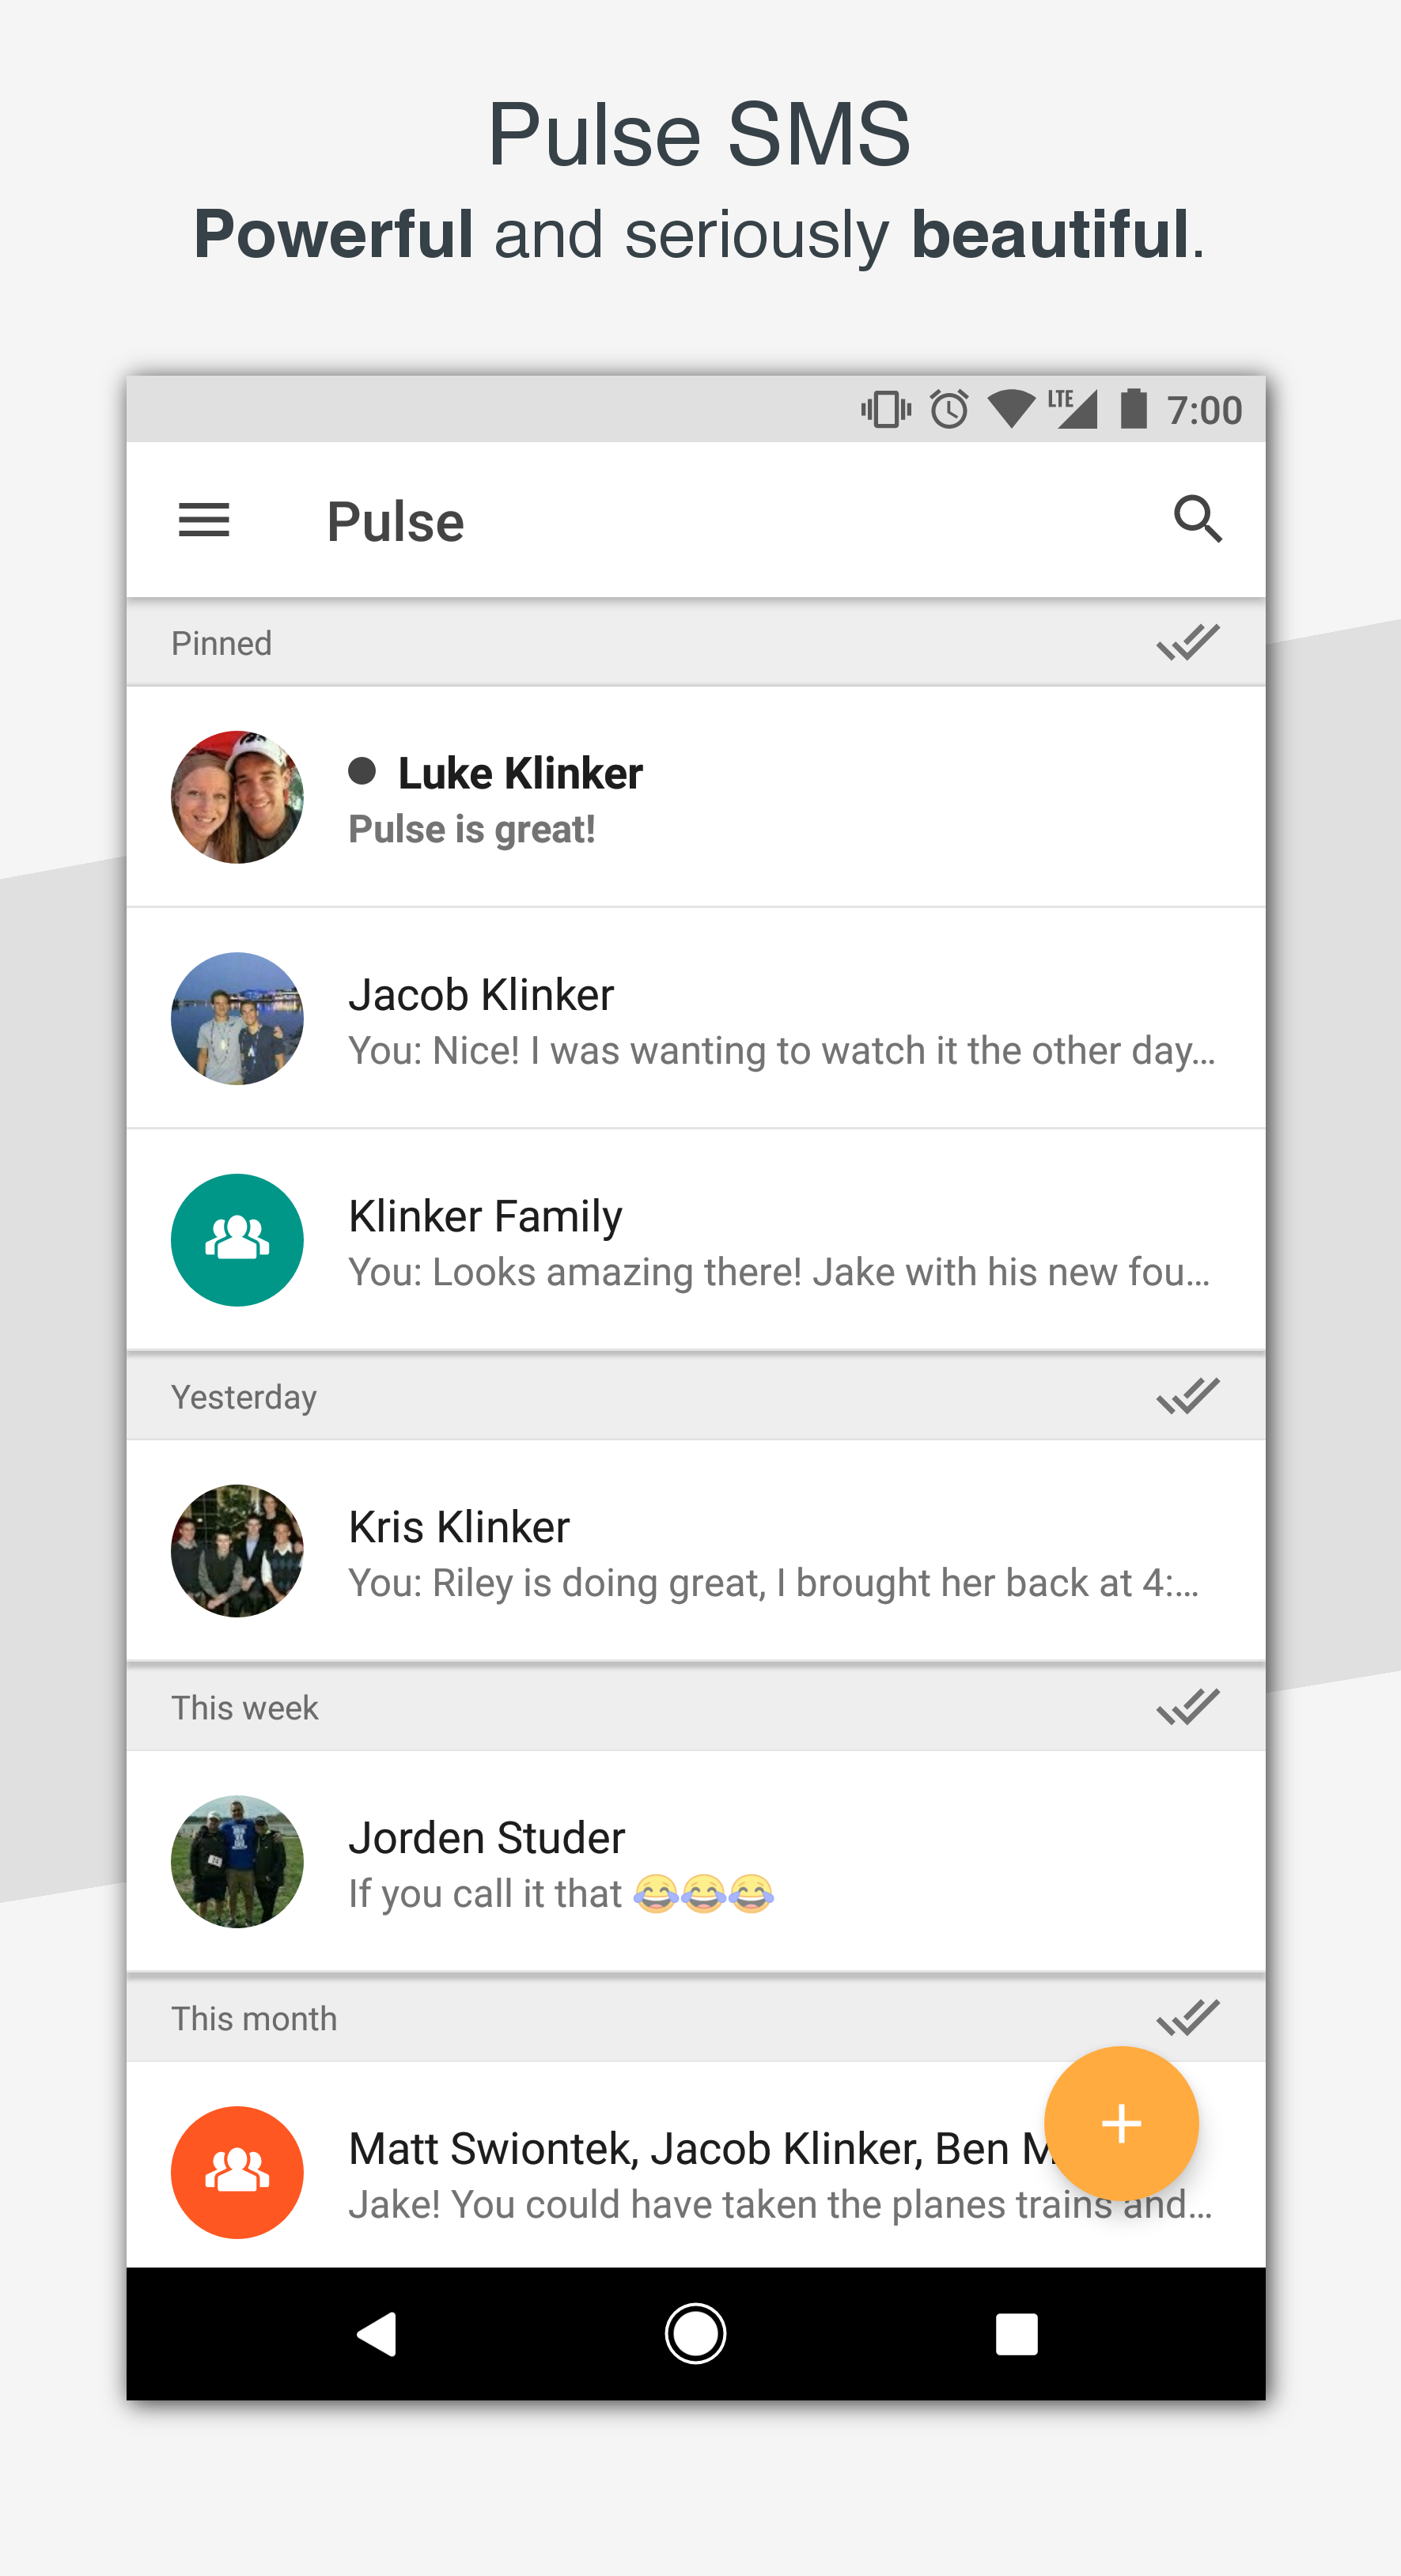 Pulse SMS
Powerful and seriously beautiful.
LTE 7:00
Pulse
Pinned
Luke Klinker
Pulse is great!
Jacob Klinker
You: Nice! I was wanting to watch it the other day...
Klinker Family
You: Looks amazing there! Jake with his new fou...
Yesterday
Kris Klinker
You: Riley is doing great, I brought her back at 4:...
This week
Jorden Studer
If you call it that 😂😂😂
This month
Matt Swiontek, Jacob Klinker, Ben
Jake! You could have taken the planes trains and...